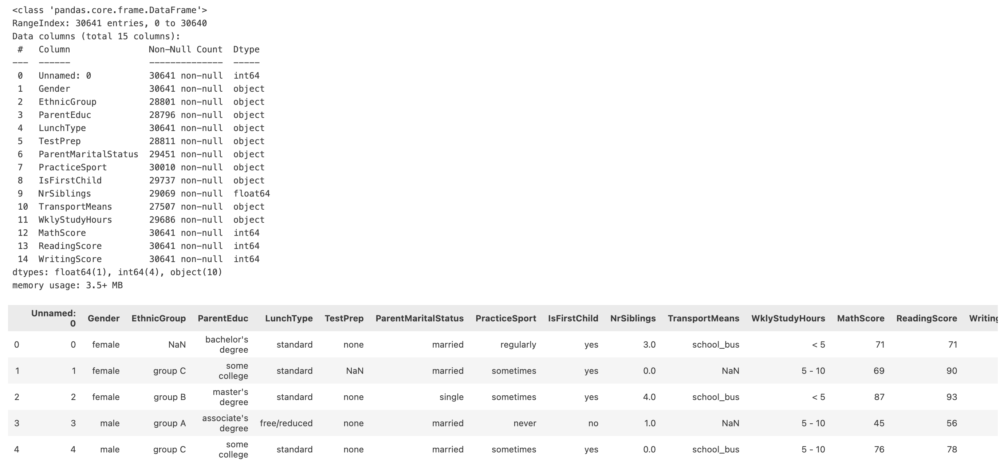 <class 'pandas.core.frame.DataFrame'>
RangeIndex: 30641 entries, 0 to 30640
Data columns (total 15 columns):
 #   Column               Non-Null Count  Dtype
---  ------               --------------  -----
 0   Unnamed: 0           30641 non-null  int64
 1   Gender               30641 non-null  object
 2   EthnicGroup          28801 non-null  object
 3   ParentEduc           28796 non-null  object
 4   LunchType            30641 non-null  object
 5   TestPrep             28811 non-null  object
 6   ParentMaritalStatus  29451 non-null  object
 7   PracticeSport        30010 non-null  object
 8   IsFirstChild         29737 non-null  object
 9   NrSiblings           29069 non-null  float64
 10  TransportMeans       27507 non-null  object
 11  WklyStudyHours       29686 non-null  object
 12  MathScore            30641 non-null  int64
 13  ReadingScore         30641 non-null  int64
 14  WritingScore         30641 non-null  int64
dtypes: float64(1), int64(4), object(10)
memory usage: 3.5+ MB
Unnamed: 0 Gender EthnicGroup ParentEduc LunchType TestPrep ParentMaritalStatus PracticeSport IsFirstChild NrSiblings TransportMeans WklyStudyHours MathScore ReadingScore Writing
0 0 female NaN bachelor's degree standard none married regularly yes 3.0 school_bus < 5 71 71
1 1 female group C some college standard NaN married sometimes yes 0.0 NaN 5 - 10 69 90
2 2 female group B master's degree standard none single sometimes yes 4.0 school_bus < 5 87 93
3 3 male group A associate's degree free/reduced none married never no 1.0 NaN 5 - 10 45 56
4 4 male group C some college standard none married sometimes yes 0.0 school_bus 5 - 10 76 78